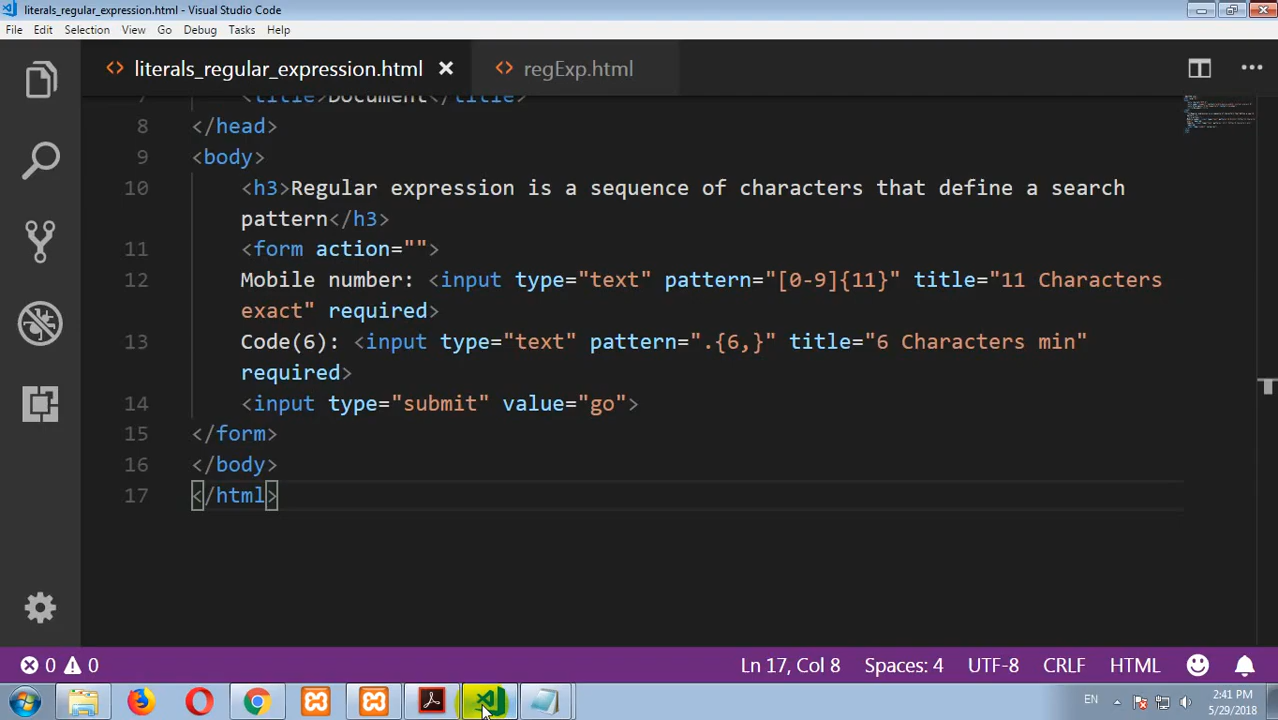 literals_regular_expression.html - Visual Studio Code
File Edit Selection View Go Debug Tasks Help
literals_regular_expression.html regExp.html
7 <title>Document</title>
8 </head>
9 <body>
10 <h3>Regular expression is a sequence of characters that define a search
pattern</h3>
11 <form action="">
12 Mobile number: <input type="text" pattern="[0-9]{11}" title="11 Characters
exact" required>
13 Code(6): <input type="text" pattern=".{6,}" title="6 Characters min"
required>
14 <input type="submit" value="go">
15 </form>
16 </body>
17 </html>
0 0 Ln 17, Col 8 Spaces: 4 UTF-8 CRLF HTML
EN 2:41 PM
5/29/2018